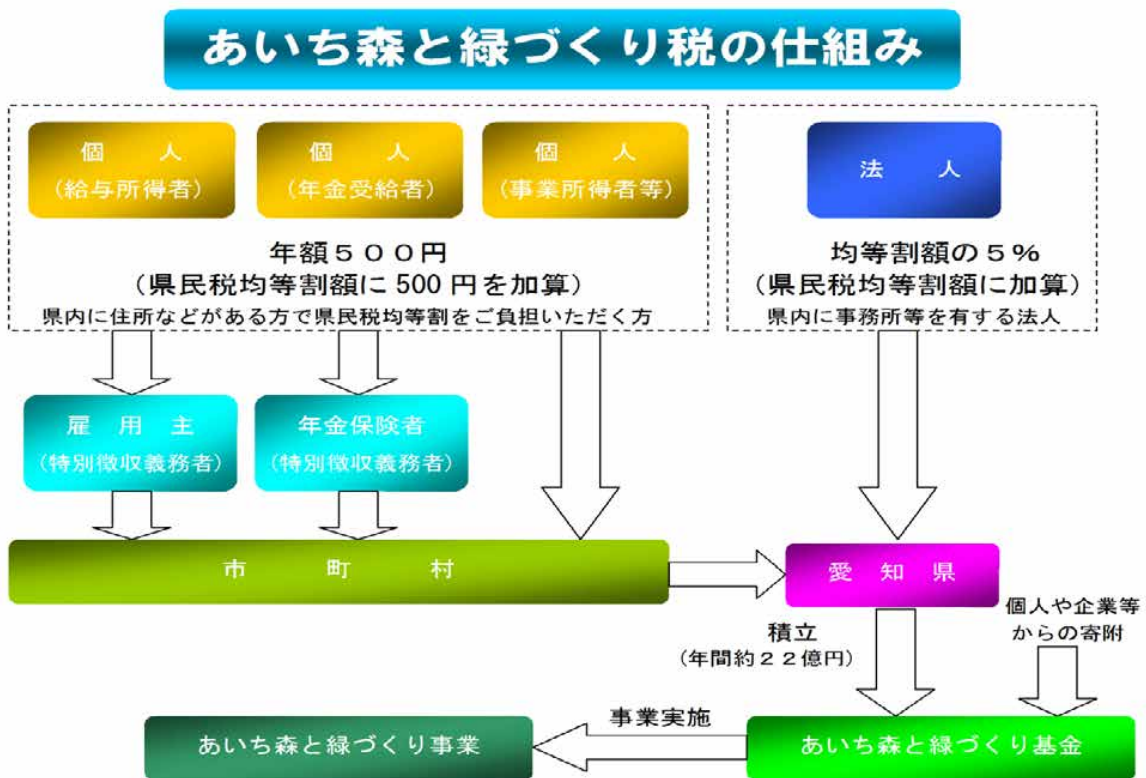 あいち森と緑づくり税の仕組み
個 人
(給与所得者)
個 人
(年金受給者)
個 人
(事業所得者等)
年額500円
(県民税均等割額に500円を加算)
県内に住所などがある方で県民税均等割をご負担いただく方
法 人
均等割額の5%
(県民税均等割額に加算)
県内に事務所等を有する法人
雇 用 主
(特別徴収義務者)
年金保険者
(特別徴収義務者)
市 町 村
愛 知 県
積立
(年間約22億円)
個人や企業等
からの寄附
あいち森と緑づくり基金
事業実施
あいち森と緑づくり事業